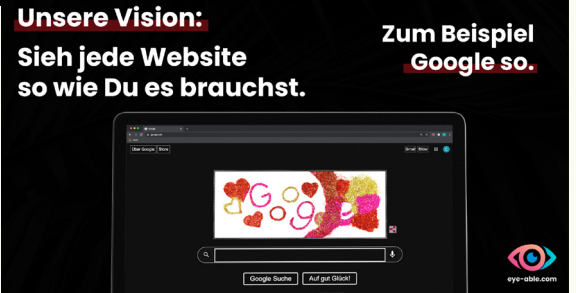 Unsere Vision:
Sieh jede Website
so wie Du es brauchst.
Zum Beispiel
Google so.
Über Google Store
Gmail Bilder
Google
Google Suche Auf gut Glück!
eye-able.com